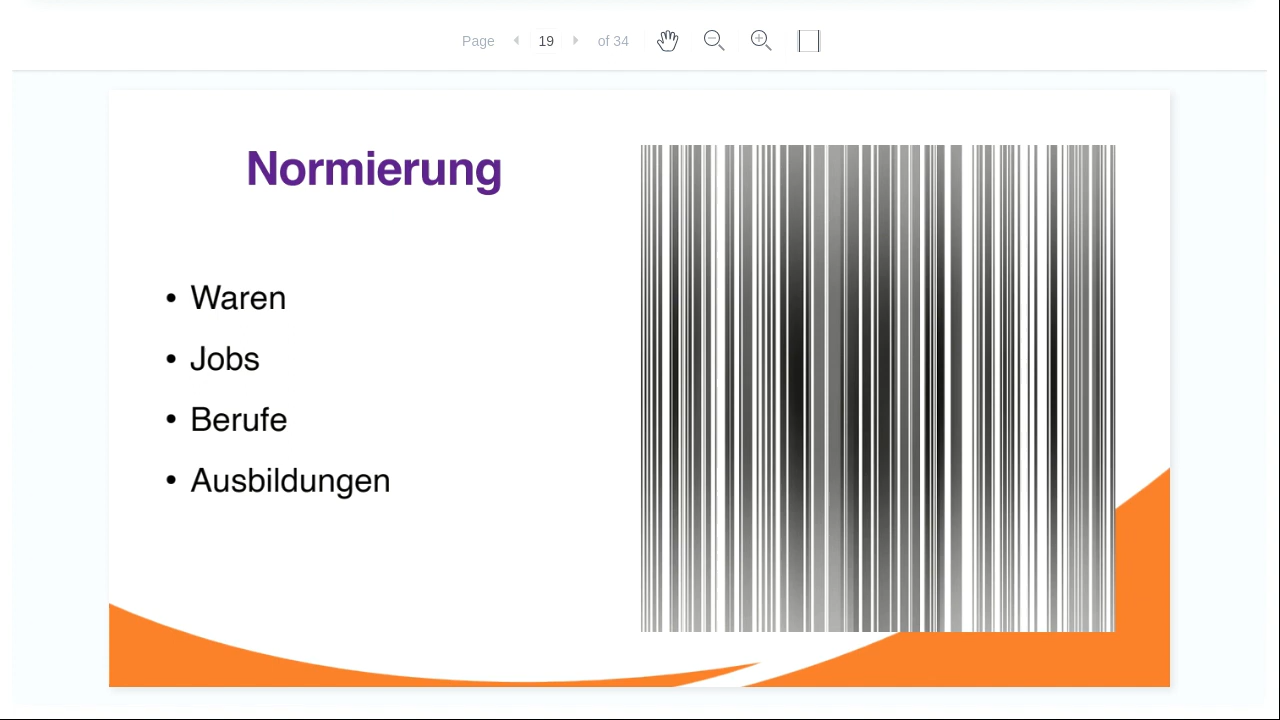 Page 19 of 34
Normierung
• Waren
• Jobs
• Berufe
• Ausbildungen